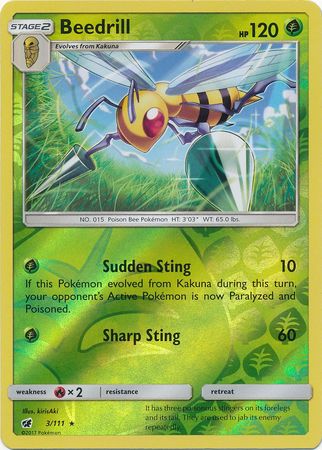 STAGE2
Beedrill
HP 120
Evolves from Kakuna
NO. 015 Poison Bee Pokémon HT: 3'03" WT: 65.0 lbs.
Sudden Sting 10
If this Pokémon evolved from Kakuna during this turn,
your opponent's Active Pokémon is now Paralyzed and
Poisoned.
Sharp Sting 60
weakness ×2 resistance retreat
Illus. kirisAki
3/111 ★
©2017 Pokémon
It has three poisonous stingers on its forelegs
and its tail. They are used to jab its enemy
repeatedly.